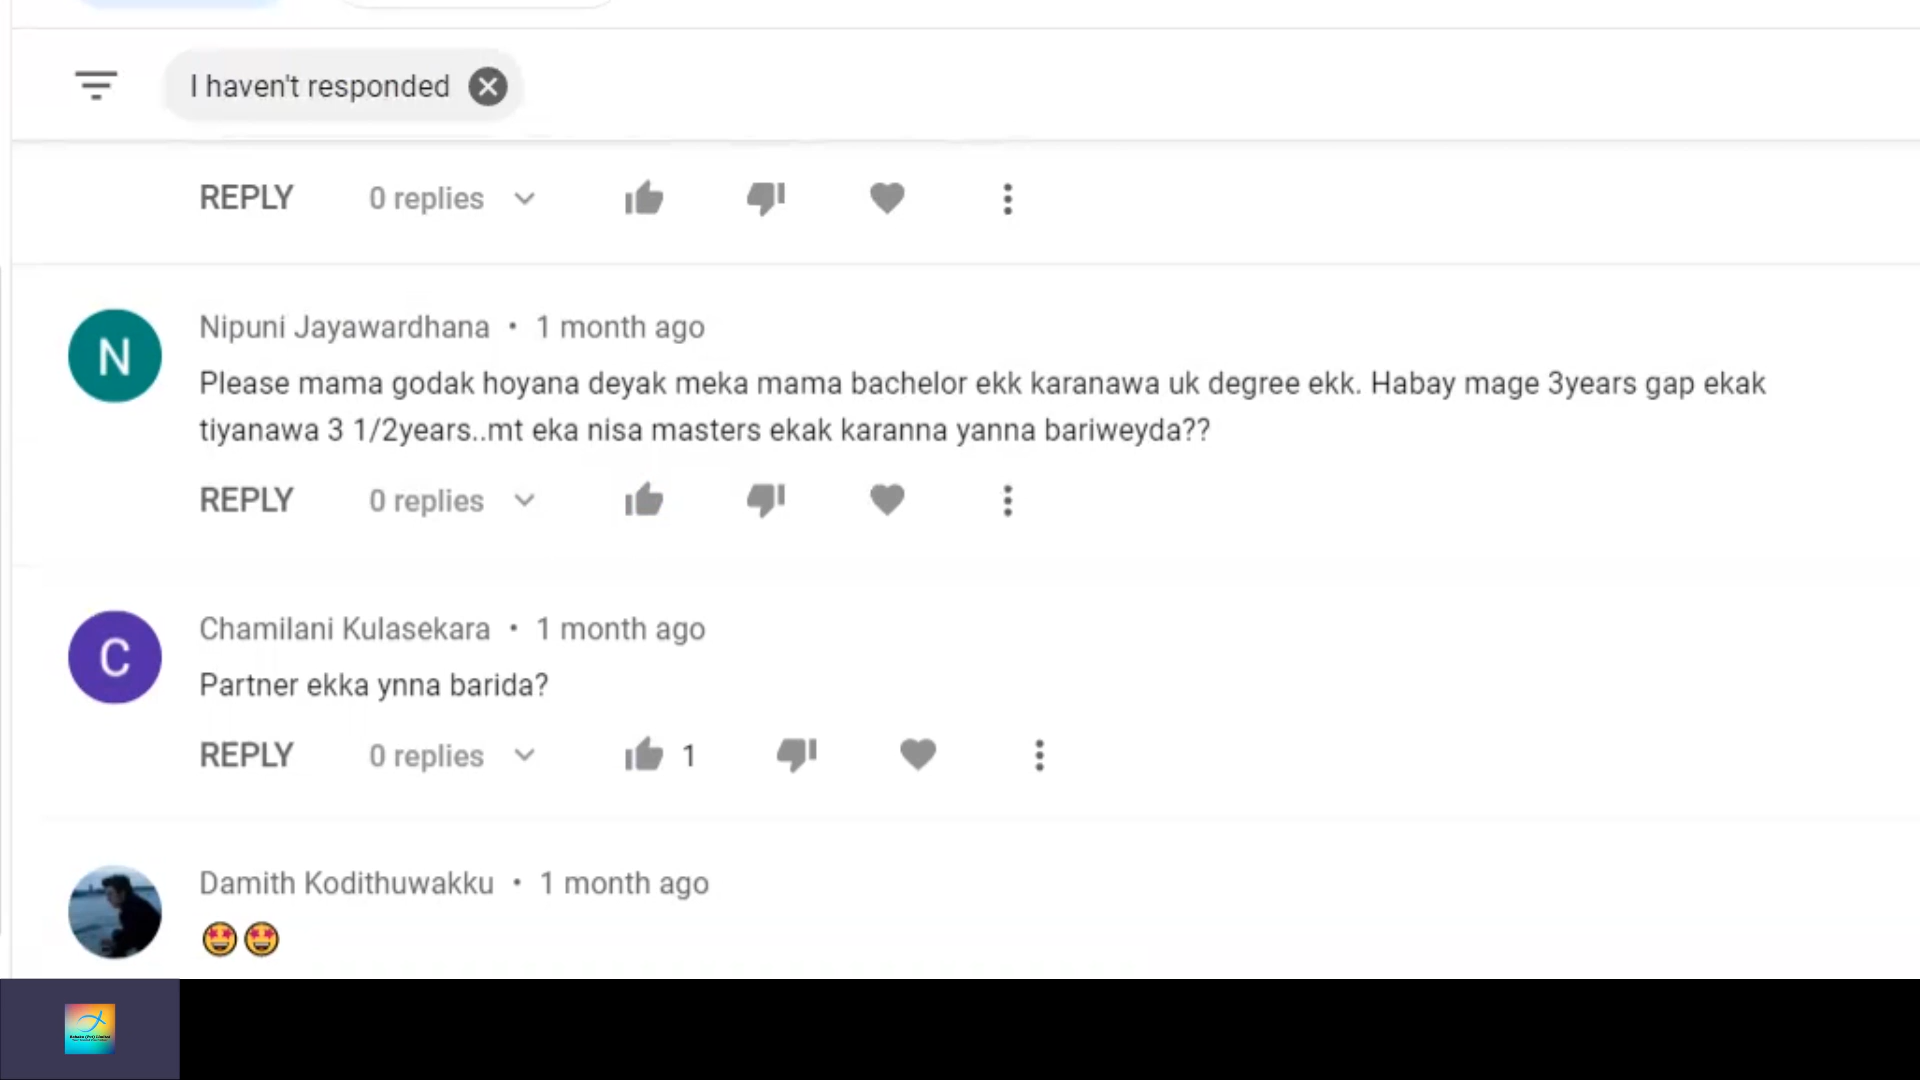 I haven't responded
REPLY 0 replies
N
Nipuni Jayawardhana • 1 month ago
Please mama godak hoyana deyak meka mama bachelor ekk karanawa uk degree ekk. Habay mage 3years gap ekak
tiyanawa 3 1/2years..mt eka nisa masters ekak karanna yanna bariweyda??
REPLY 0 replies
C
Chamilani Kulasekara • 1 month ago
Partner ekka ynna barida?
REPLY 0 replies 1
Damith Kodithuwakku • 1 month ago
🤩🤩